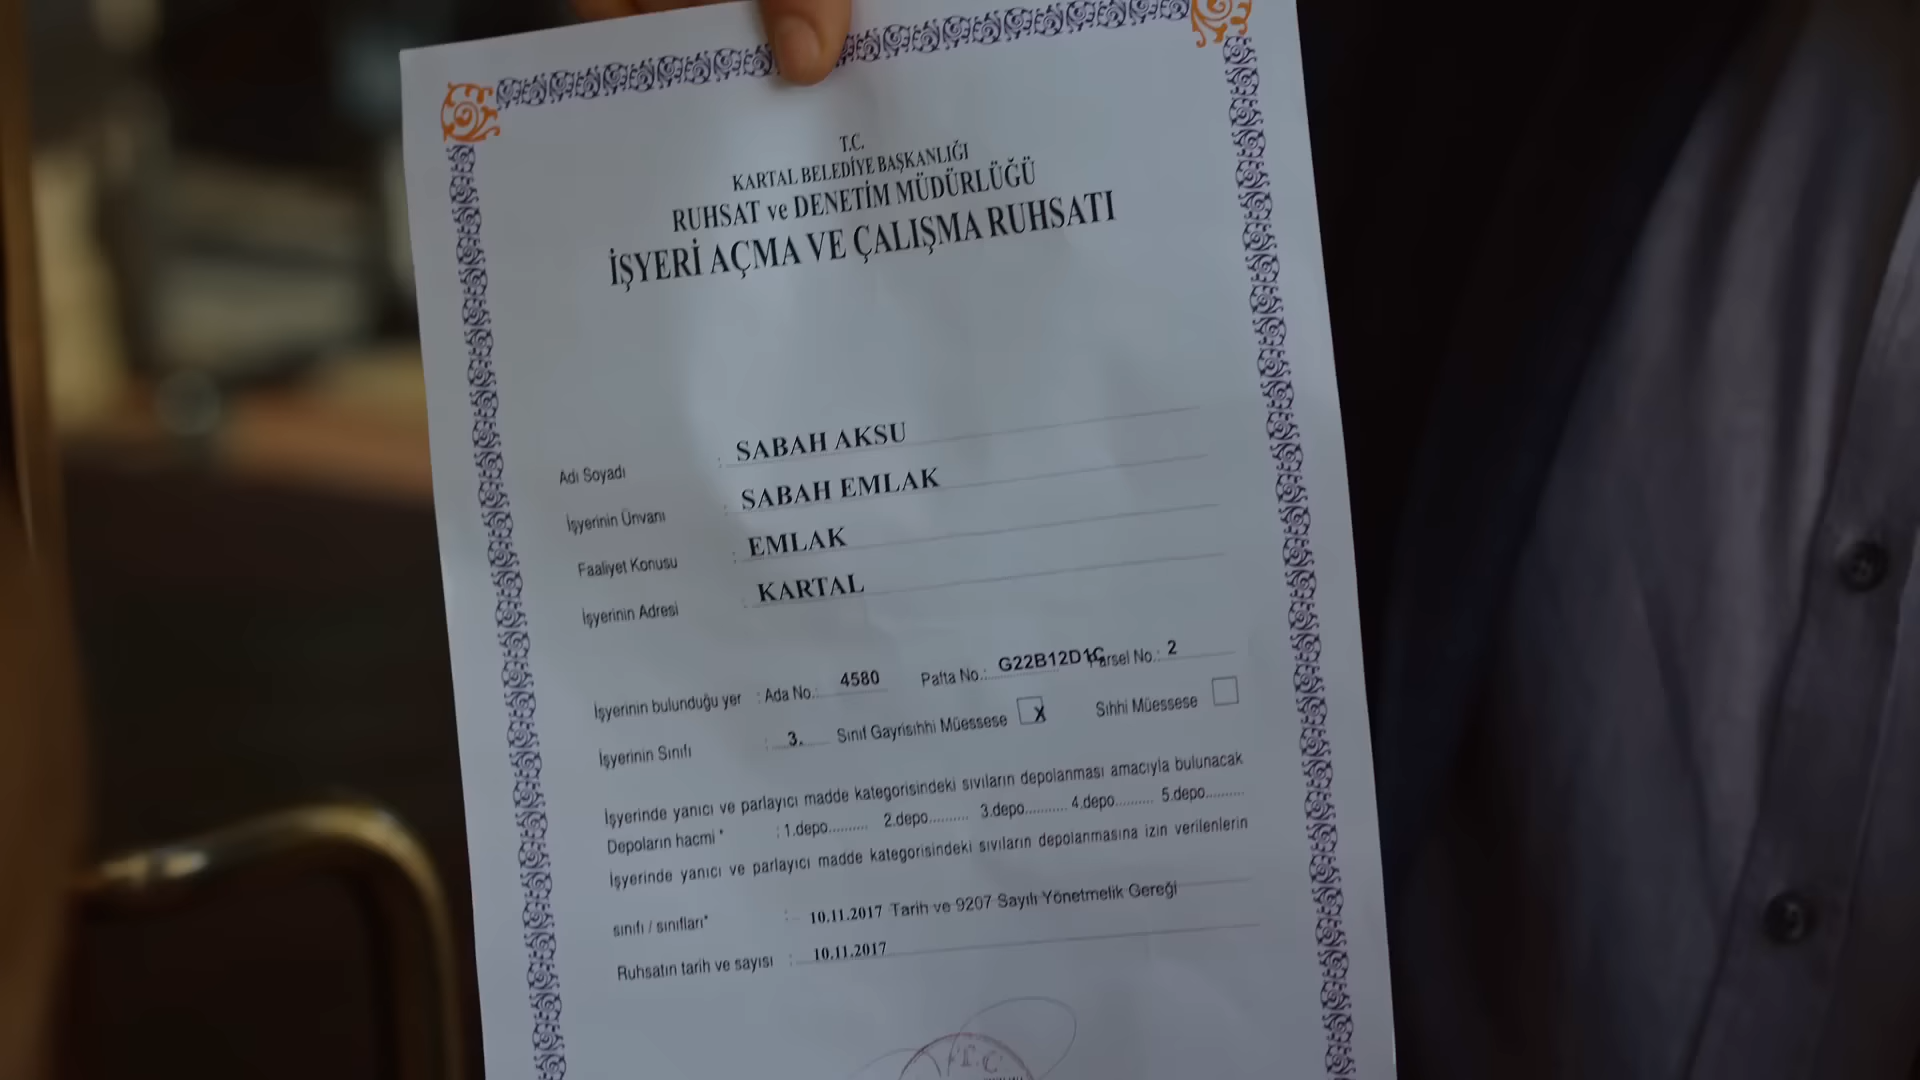 T.C.
KARTAL BELEDİYE BAŞKANLIĞI
RUHSAT ve DENETİM MÜDÜRLÜĞÜ
İŞYERİ AÇMA VE ÇALIŞMA RUHSATI
Adı Soyadı : SABAH AKSU
İşyerinin Ünvanı : SABAH EMLAK
Faaliyet Konusu : EMLAK
İşyerinin Adresi : KARTAL
İşyerinin bulunduğu yer : Ada No.: 4580 Pafta No.: G22B12D1C Parsel No.: 2
İşyerinin Sınıfı : 3. Sınıf Gayrisıhhi Müessese X Sıhhi Müessese
İşyerinde yanıcı ve parlayıcı madde kategorisindeki sıvıların depolanması amacıyla bulunacak
Depoların hacmi * : 1.depo.......... 2.depo.......... 3.depo.......... 4.depo.......... 5.depo..........
İşyerinde yanıcı ve parlayıcı madde kategorisindeki sıvıların depolanmasına izin verilenlerin
sınıfı / sınıfları* : 10.11.2017 Tarih ve 9207 Sayılı Yönetmelik Gereği
Ruhsatın tarih ve sayısı : 10.11.2017
T.C